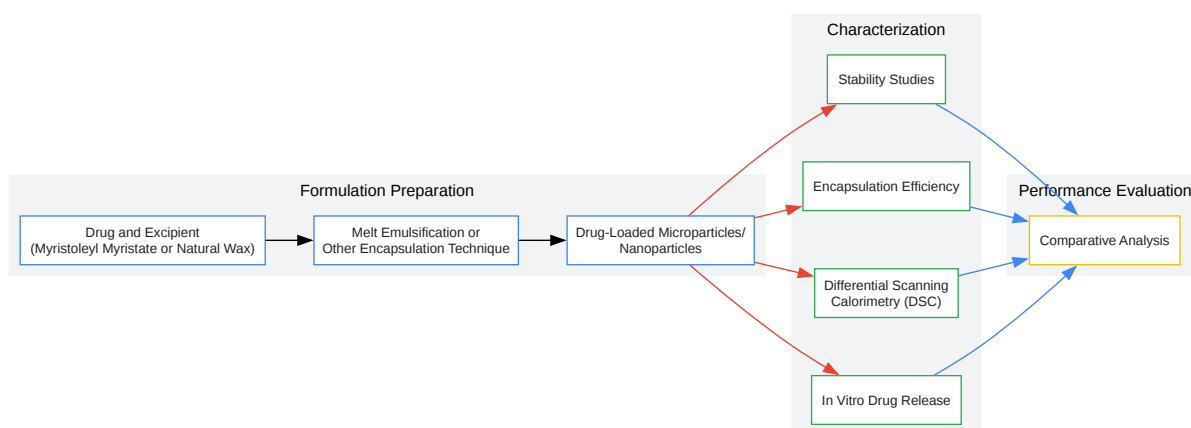 Characterization
Stability Studies
Formulation Preparation
Encapsulation Efficiency
Performance Evaluation
Drug and Excipient
(Myristoleyl Myristate or Natural Wax)
Melt Emulsification or
Other Encapsulation Technique
Drug-Loaded Microparticles/
Nanoparticles
Comparative Analysis
Differential Scanning
Calorimetry (DSC)
In Vitro Drug Release